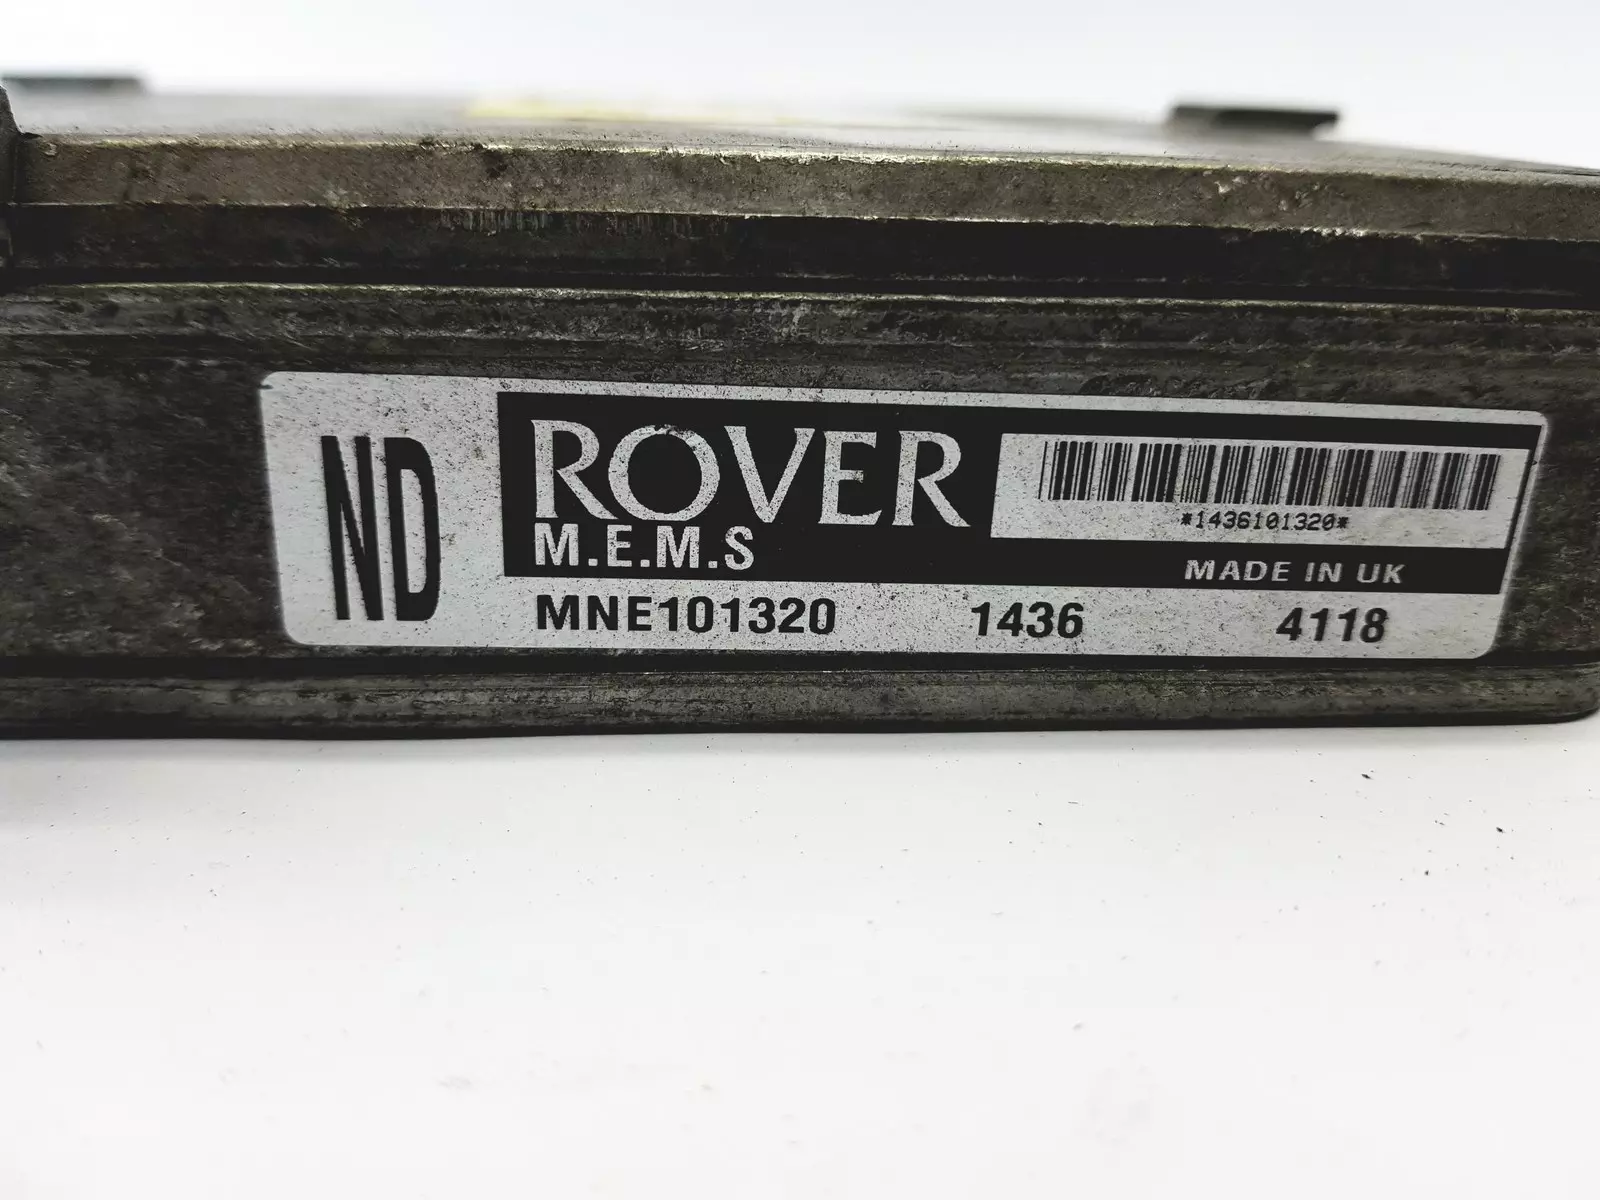 ND
ROVER
M.E.M.S
*1436101320*
MADE IN UK
MNE101320 1436 4118